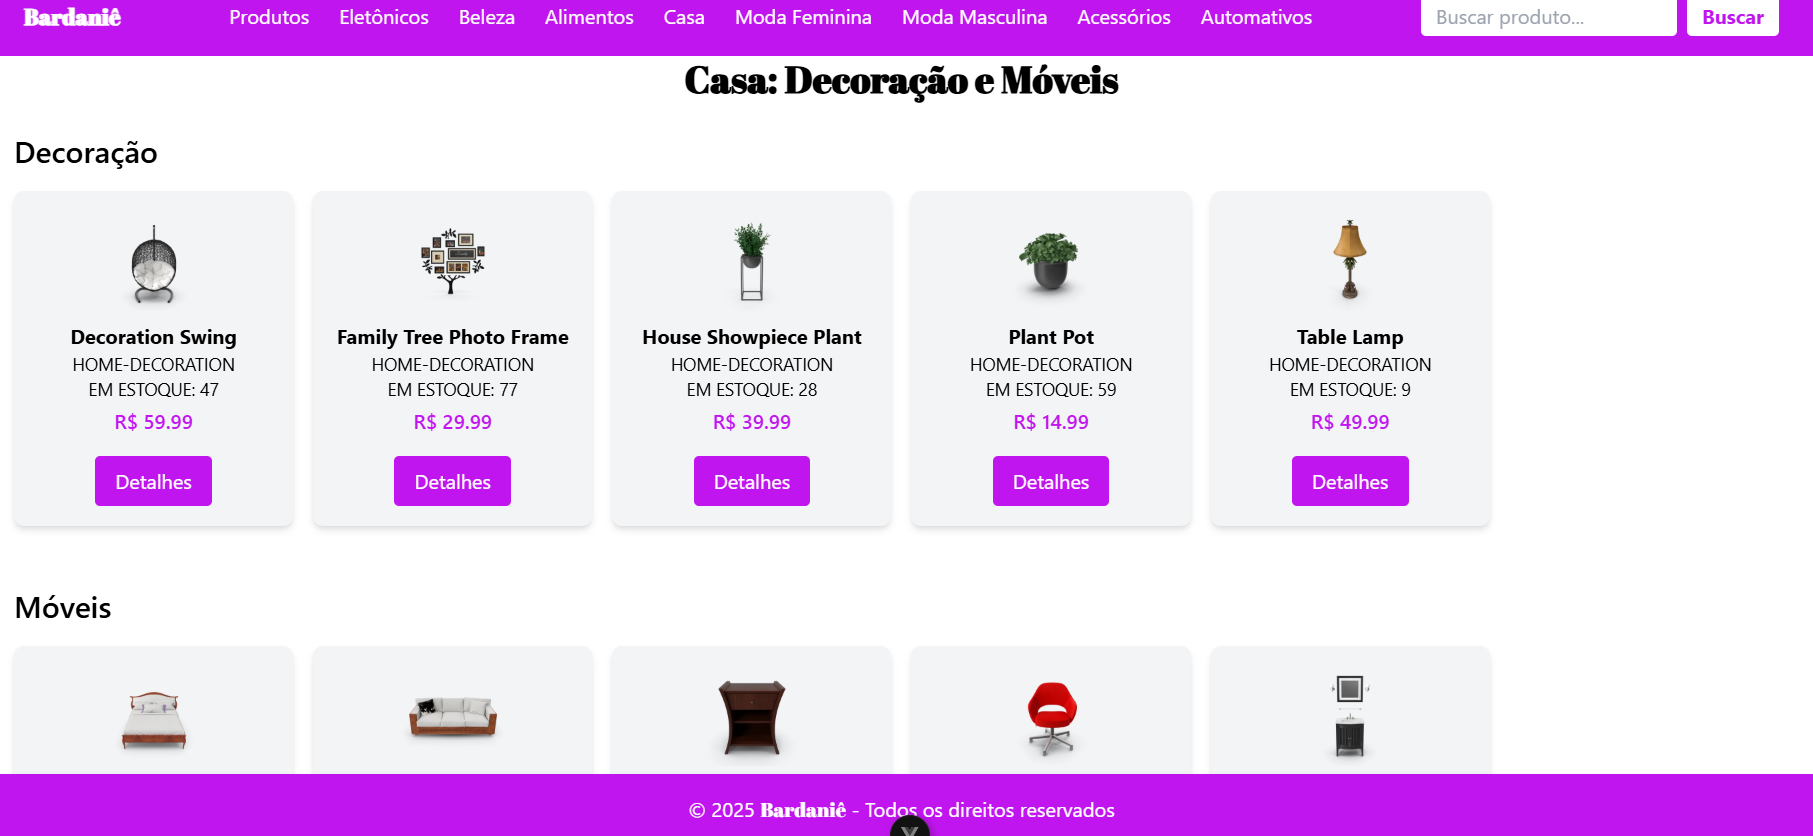 Bardaniê Produtos Eletônicos Beleza Alimentos Casa Moda Feminina Moda Masculina Acessórios Automativos Buscar produto... Buscar
Casa: Decoração e Móveis
Decoração
Decoration Swing
HOME-DECORATION
EM ESTOQUE: 47
R$ 59.99
Detalhes
Family Tree Photo Frame
HOME-DECORATION
EM ESTOQUE: 77
R$ 29.99
Detalhes
House Showpiece Plant
HOME-DECORATION
EM ESTOQUE: 28
R$ 39.99
Detalhes
Plant Pot
HOME-DECORATION
EM ESTOQUE: 59
R$ 14.99
Detalhes
Table Lamp
HOME-DECORATION
EM ESTOQUE: 9
R$ 49.99
Detalhes
Móveis
© 2025 Bardaniê - Todos os direitos reservados